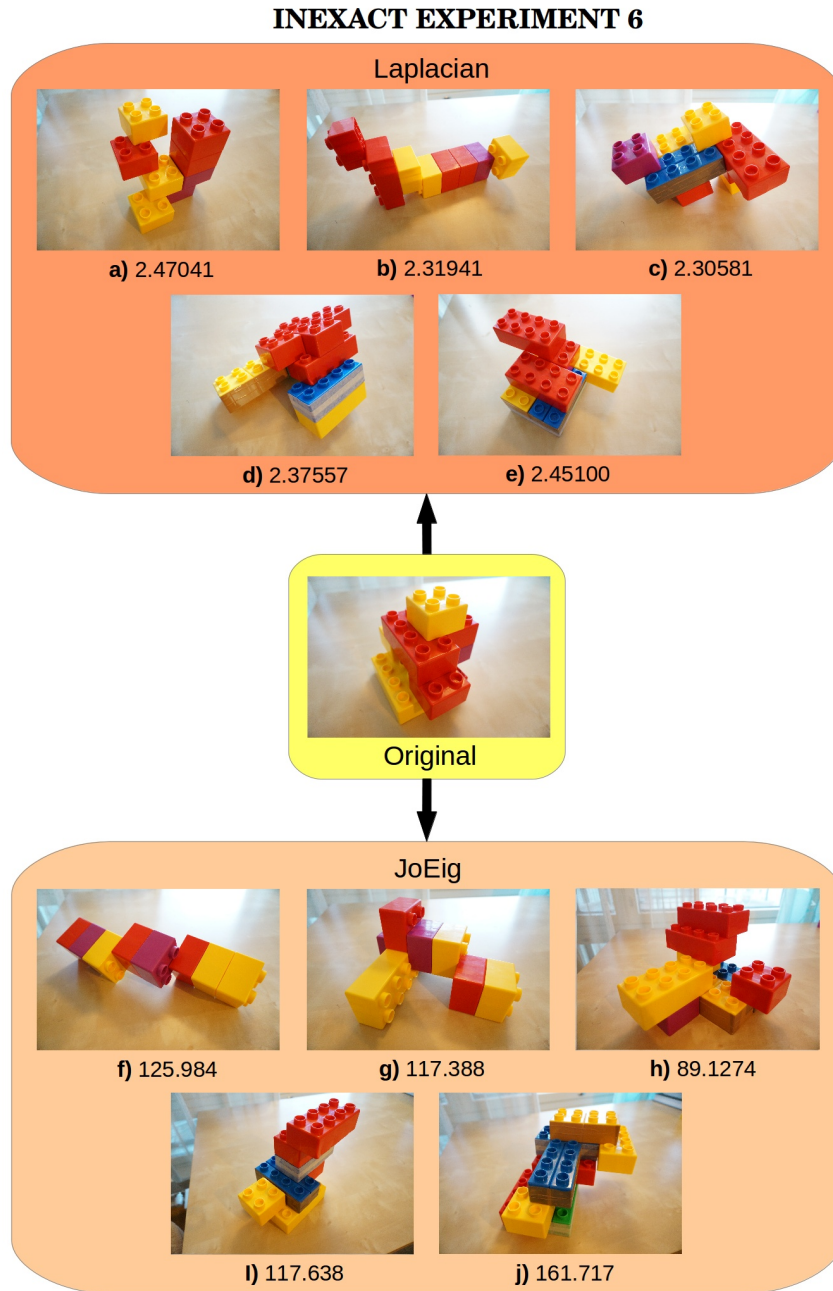 INEXACT EXPERIMENT 6
Laplacian
a) 2.47041
b) 2.31941
c) 2.30581
d) 2.37557
e) 2.45100
Original
JoEig
f) 125.984
g) 117.388
h) 89.1274
I) 117.638
j) 161.717